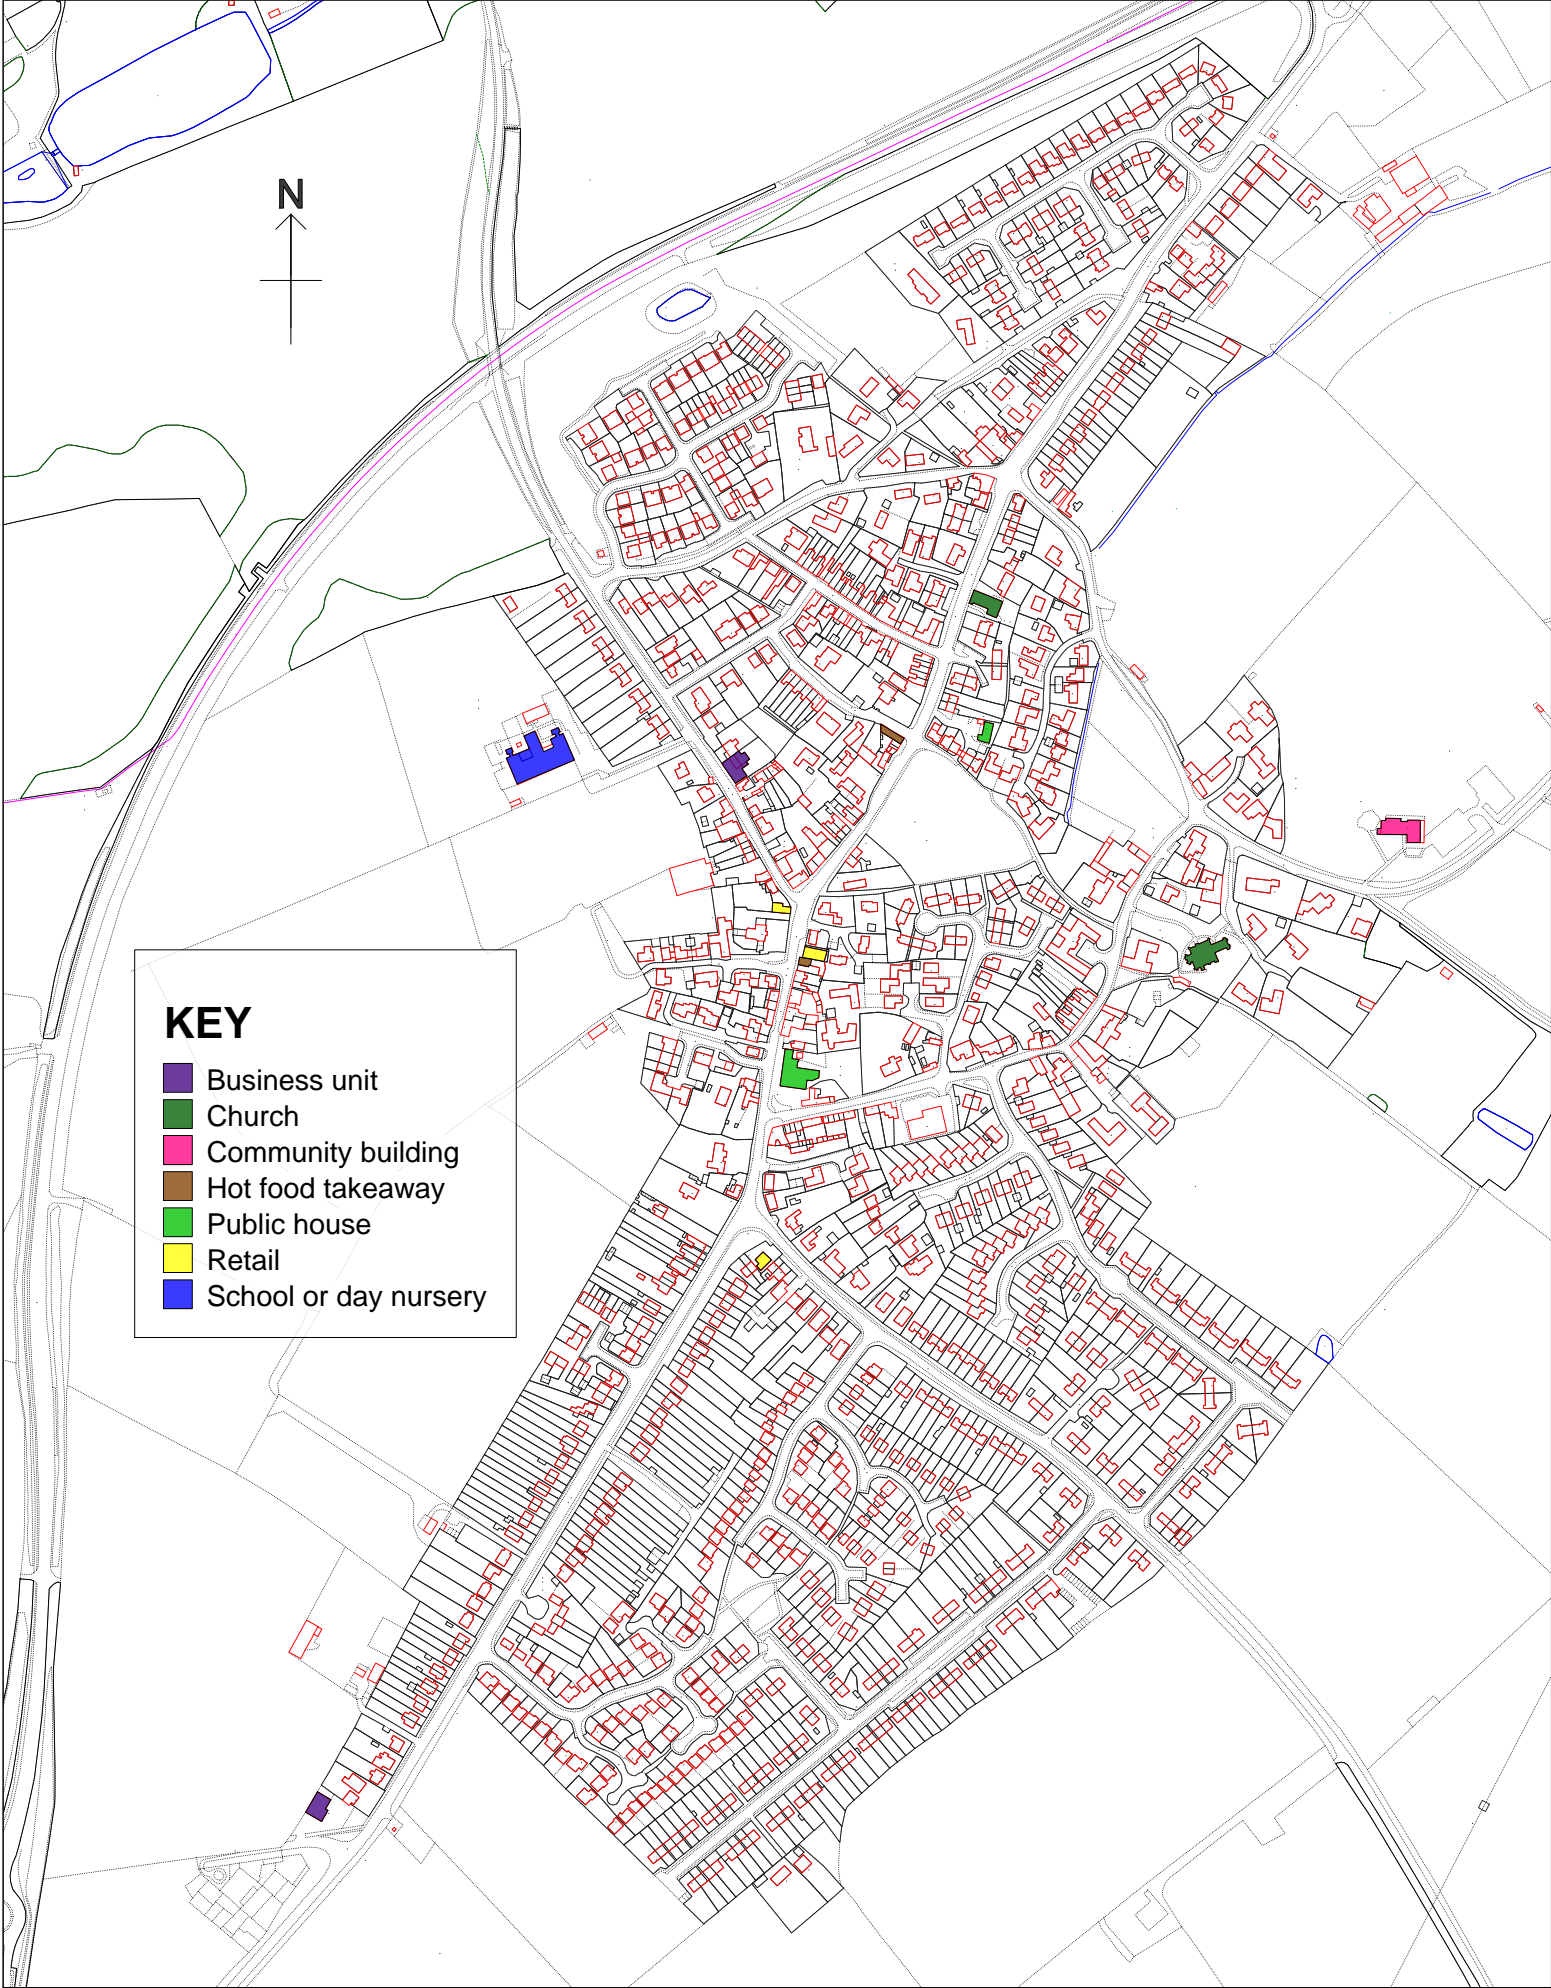 N
KEY
Business unit
Church
Community building
Hot food takeaway
Public house
Retail
School or day nursery